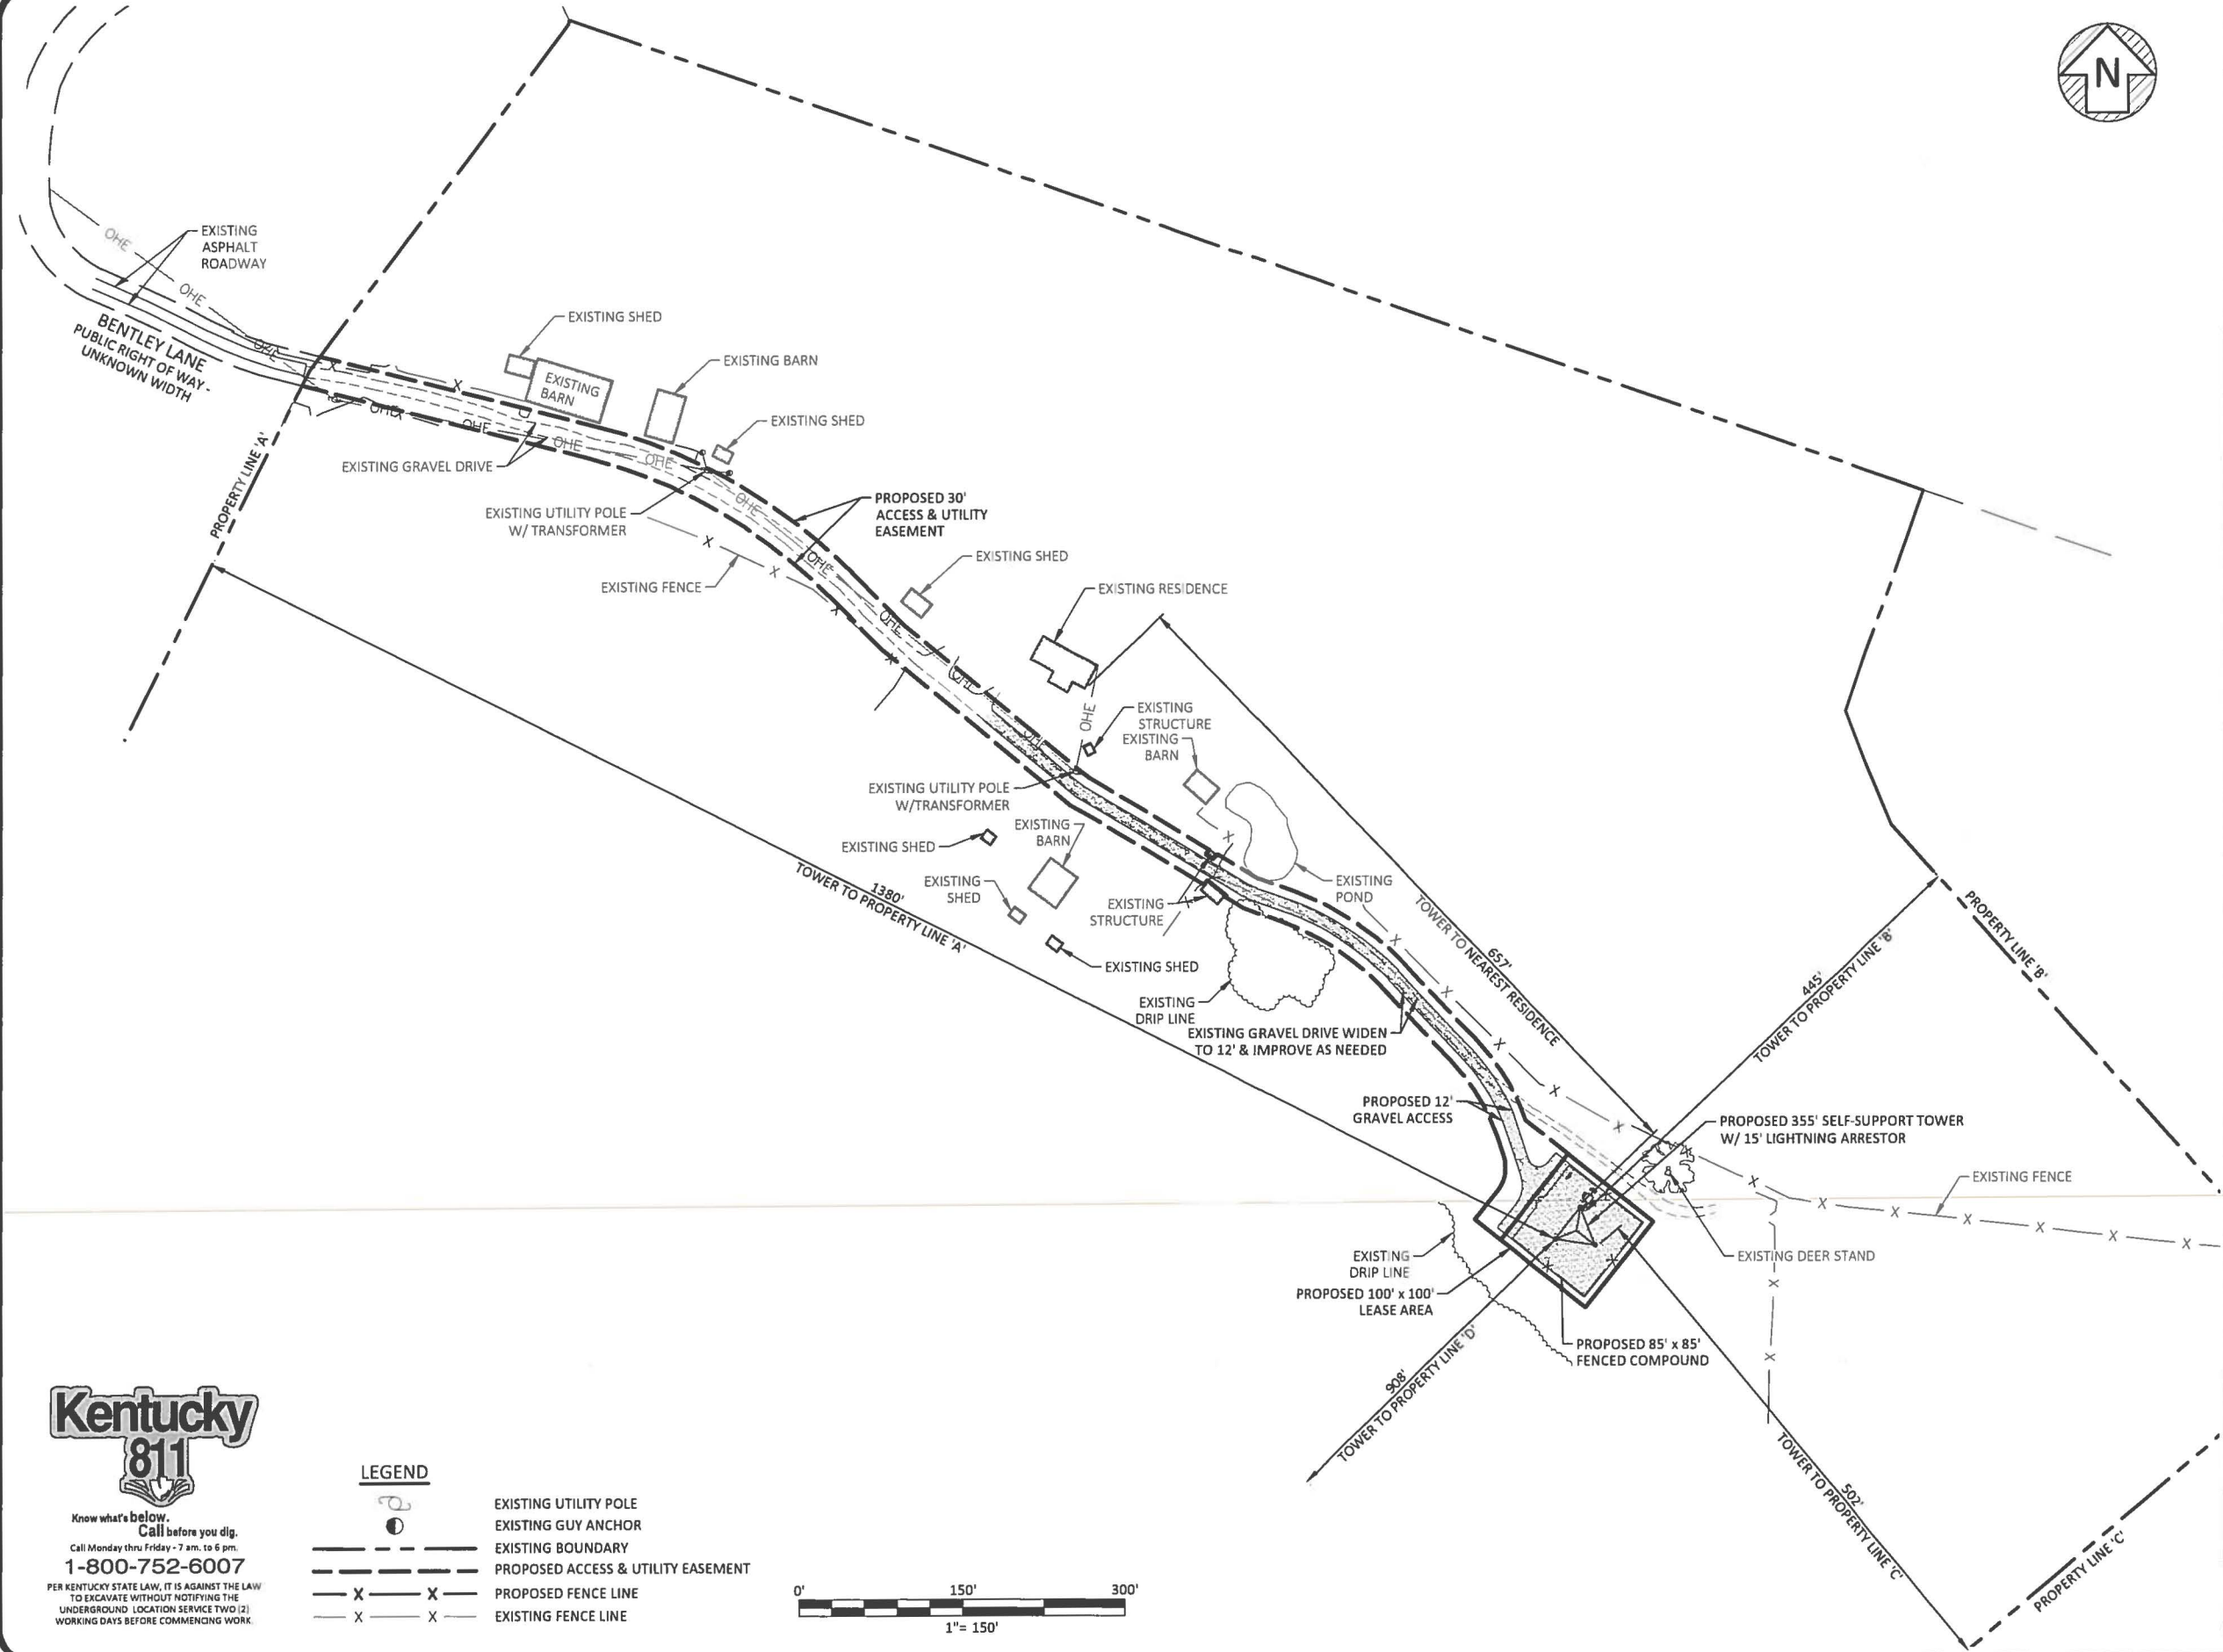 N
EXISTING
ASPHALT
ROADWAY
OHE
OHE
OHE
BENTLEY LANE
PUBLIC RIGHT OF WAY -
UNKNOWN WIDTH
EXISTING SHED
EXISTING
BARN
EXISTING BARN
EXISTING SHED
X
X
OHE
OHE
OHE
OHE
OHE
OHE
OHE
EXISTING GRAVEL DRIVE
PROPERTY LINE 'A'
EXISTING UTILITY POLE
W/ TRANSFORMER
PROPOSED 30'
ACCESS & UTILITY
EASEMENT
X
X
X
X
EXISTING FENCE
EXISTING SHED
EXISTING RESIDENCE
OHE
EXISTING
STRUCTURE
EXISTING
BARN
EXISTING UTILITY POLE
W/TRANSFORMER
EXISTING
BARN
EXISTING SHED
EXISTING
SHED
EXISTING SHED
1380'
TOWER TO PROPERTY LINE 'A'
EXISTING
STRUCTURE
X
X
EXISTING
POND
EXISTING
DRIP LINE
EXISTING GRAVEL DRIVE WIDEN
TO 12' & IMPROVE AS NEEDED
657'
TOWER TO NEAREST RESIDENCE
X
X
X
X
X
445'
TOWER TO PROPERTY LINE 'B'
PROPERTY LINE 'B'
PROPOSED 12'
GRAVEL ACCESS
PROPOSED 355' SELF-SUPPORT TOWER
W/ 15' LIGHTNING ARRESTOR
EXISTING FENCE
X
X
X
X
X
X
X
EXISTING DEER STAND
X
X
EXISTING
DRIP LINE
PROPOSED 100' x 100'
LEASE AREA
X
X
PROPOSED 85' x 85'
FENCED COMPOUND
908'
TOWER TO PROPERTY LINE 'D'
502'
TOWER TO PROPERTY LINE 'C'
PROPERTY LINE 'C'
Kentucky
811
Know what's below.
Call before you dig.
Call Monday thru Friday - 7 am. to 6 pm.
1-800-752-6007
PER KENTUCKY STATE LAW, IT IS AGAINST THE LAW
TO EXCAVATE WITHOUT NOTIFYING THE
UNDERGROUND LOCATION SERVICE TWO (2)
WORKING DAYS BEFORE COMMENCING WORK.
LEGEND
EXISTING UTILITY POLE
EXISTING GUY ANCHOR
EXISTING BOUNDARY
PROPOSED ACCESS & UTILITY EASEMENT
X X PROPOSED FENCE LINE
X X EXISTING FENCE LINE
0' 150' 300'
1"= 150'